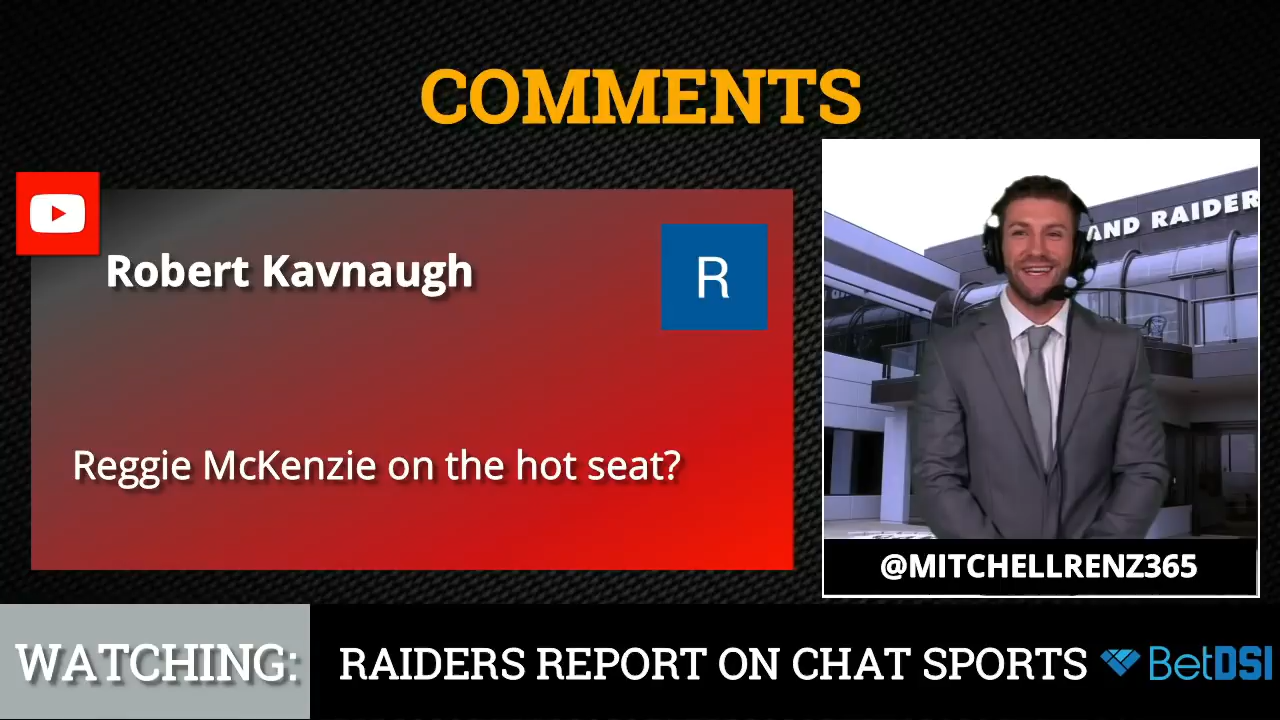 COMMENTS
Robert Kavnaugh
R
Reggie McKenzie on the hot seat?
AND RAIDER
@MITCHELLRENZ365
WATCHING: RAIDERS REPORT ON CHAT SPORTS BetDSI